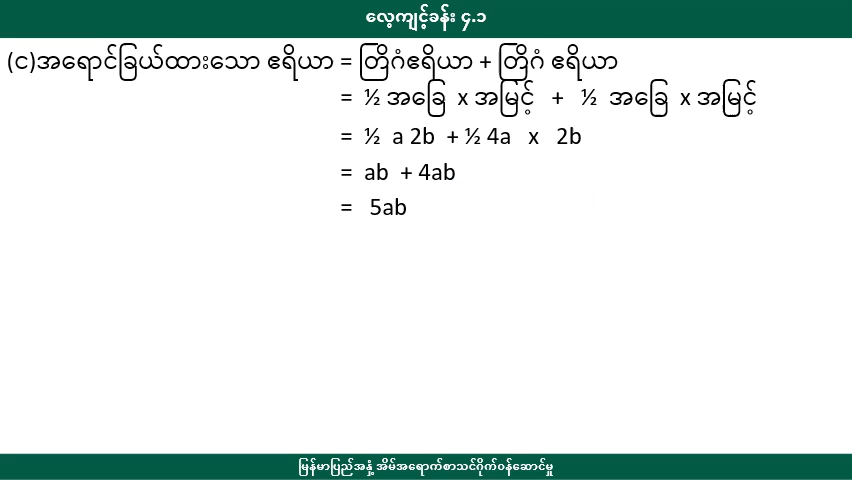 လေ့ကျင့်ခန်း ၄.၁
(င)အရောင်ခြယ်ထားသော ဧရိယာ = တြိဂံဧရိယာ + တြိဂံ ဧရိယာ
= ½ အခြေ x အမြင့် + ½ အခြေ x အမြင့်
= ½ a 2b + ½ 4a x 2b
= ab + 4ab
= 5ab
မြန်မာပြည်အနှံ့ အိမ်အရောက်စာသင်ဂိုက်ဝန်ဆောင်မှု